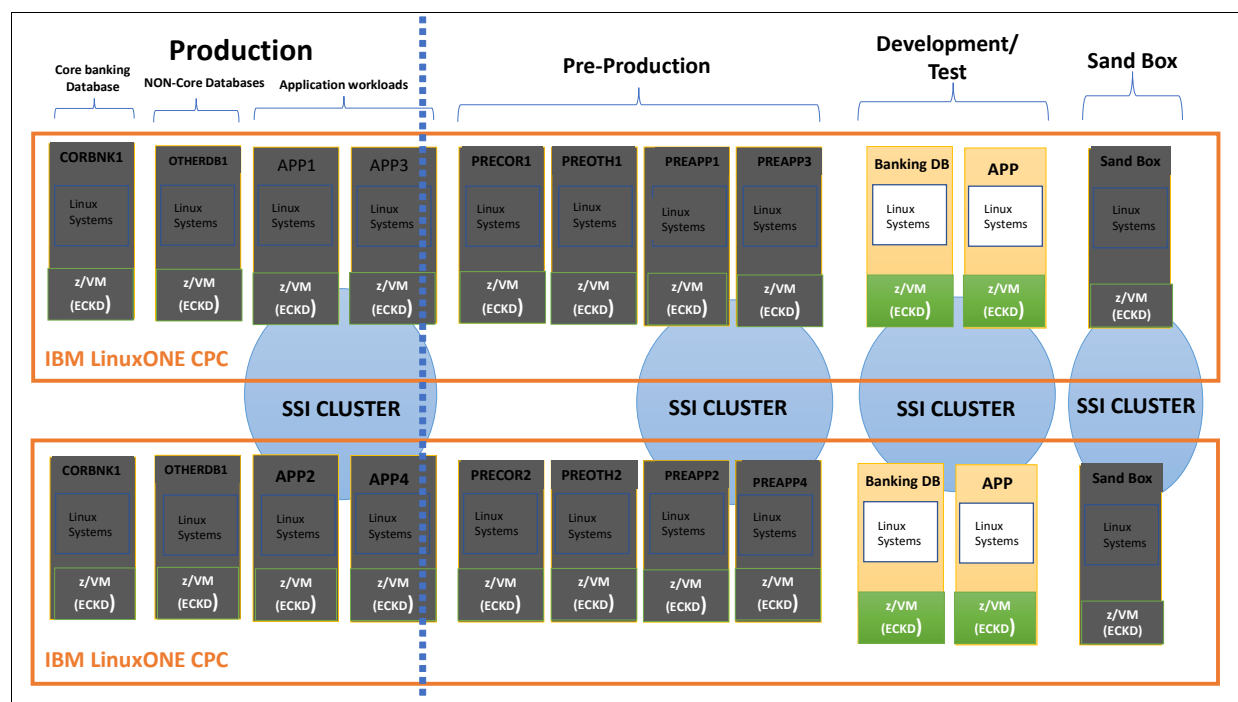 Production
Pre-Production
Development/
Test
Sand Box
Core banking
Database
NON-Core Databases
Application workloads
CORBNK1
Linux
Systems
z/VM
(ECKD)
OTHERDB1
Linux
Systems
z/VM
(ECKD)
APP1
Linux
Systems
z/VM
(ECKD)
APP3
Linux
Systems
z/VM
(ECKD)
PRECOR1
Linux
Systems
z/VM
(ECKD)
PREOTH1
Linux
Systems
z/VM
(ECKD)
PREAPP1
Linux
Systems
z/VM
(ECKD)
PREAPP3
Linux
Systems
z/VM
(ECKD)
Banking DB
Linux
Systems
z/VM
(ECKD)
APP
Linux
Systems
z/VM
(ECKD)
Sand Box
Linux
Systems
z/VM
(ECKD)
IBM LinuxONE CPC
SSI CLUSTER
SSI CLUSTER
SSI CLUSTER
SSI CLUSTER
CORBNK1
Linux
Systems
z/VM
(ECKD)
OTHERDB1
Linux
Systems
z/VM
(ECKD)
APP2
Linux
Systems
z/VM
(ECKD)
APP4
Linux
Systems
z/VM
(ECKD)
PRECOR2
Linux
Systems
z/VM
(ECKD)
PREOTH2
Linux
Systems
z/VM
(ECKD)
PREAPP2
Linux
Systems
z/VM
(ECKD)
PREAPP4
Linux
Systems
z/VM
(ECKD)
Banking DB
Linux
Systems
z/VM
(ECKD)
APP
Linux
Systems
z/VM
(ECKD)
Sand Box
Linux
Systems
z/VM
(ECKD)
IBM LinuxONE CPC